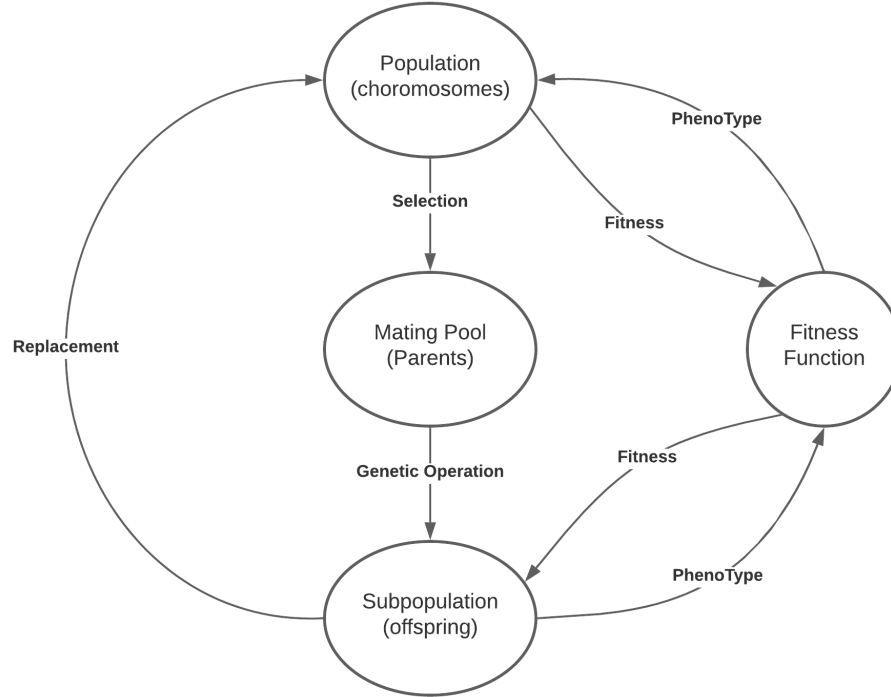 Population
(choromosomes)
PhenoType
Selection
Fitness
Mating Pool
(Parents)
Fitness
Function
Replacement
Genetic Operation
Fitness
PhenoType
Subpopulation
(offspring)